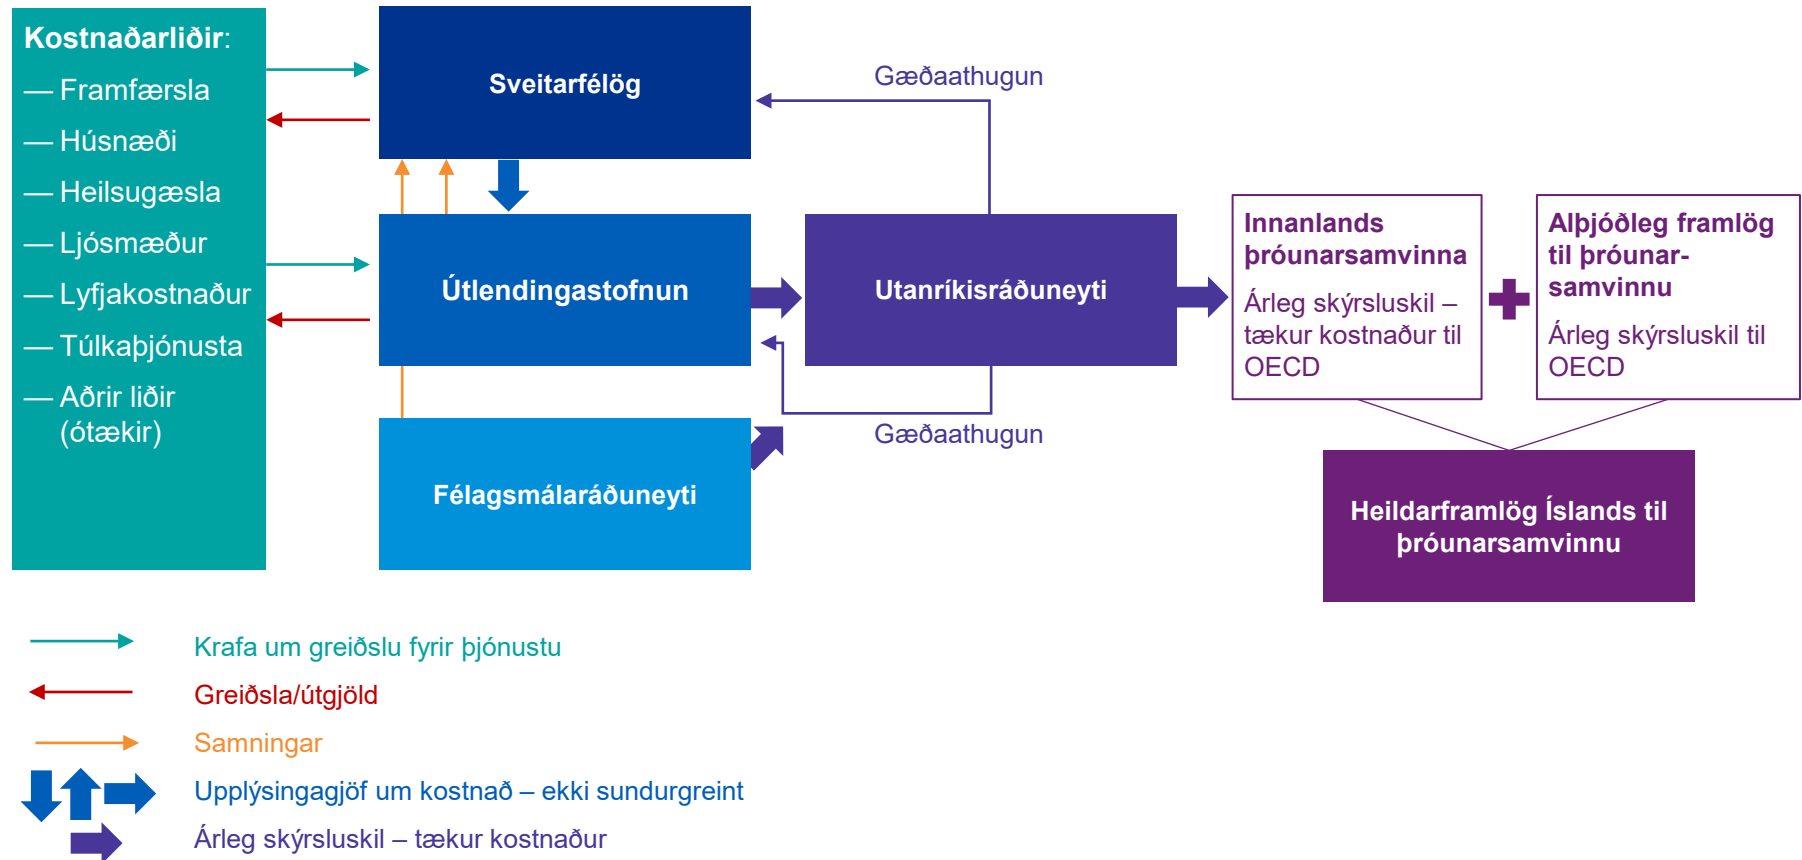 Kostnaðarliðir:
— Framfærsla
— Húsnæði
— Heilsugæsla
— Ljósmæður
— Lyfjakostnaður
— Túlkaþjónusta
— Aðrir liðir
(ótækir)
Sveitarfélög
Útlendingastofnun
Félagsmálaráðuneyti
Gæðaathugun
Utanríkisráðuneyti
Gæðaathugun
Innanlands
þróunarsamvinna
Árleg skýrsluskil –
tækur kostnaður til
OECD
Alþjóðleg framlög
til þróunar-
samvinnu
Árleg skýrsluskil til
OECD
Heildarframlög Íslands til
þróunarsamvinnu
Krafa um greiðslu fyrir þjónustu
Greiðsla/útgjöld
Samningar
Upplýsingagjöf um kostnað – ekki sundurgreint
Árleg skýrsluskil – tækur kostnaður